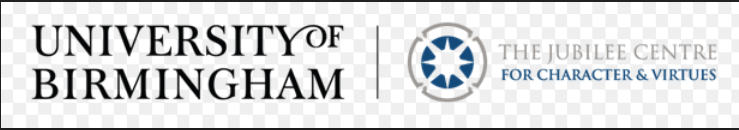 UNIVERSITY OF
BIRMINGHAM
THE JUBILEE CENTRE
FOR CHARACTER & VIRTUES